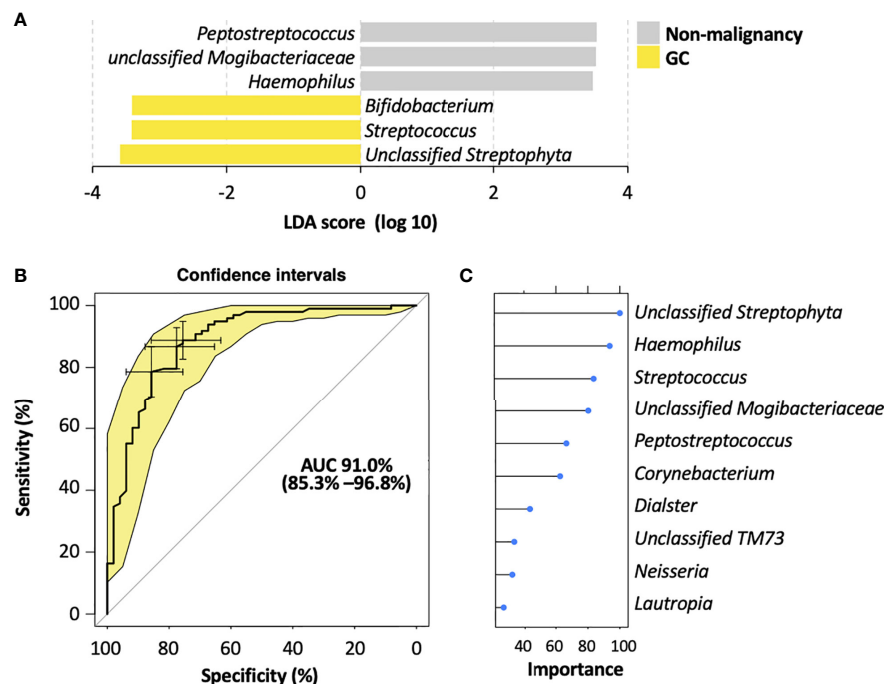 A
Peptostreptococcus
unclassified Mogibacteriaceae
Haemophilus
Bifidobacterium
Streptococcus
Unclassified Streptophyta
Non-malignancy
GC
-4 -2 0 2 4
LDA score (log 10)
B
Confidence intervals
100
80
60
40
20
0
Sensitivity (%)
AUC 91.0%
(85.3% –96.8%)
100 80 60 40 20 0
Specificity (%)
C
Unclassified Streptophyta
Haemophilus
Streptococcus
Unclassified Mogibacteriaceae
Peptostreptococcus
Corynebacterium
Dialster
Unclassified TM73
Neisseria
Lautropia
40 60 80 100
Importance